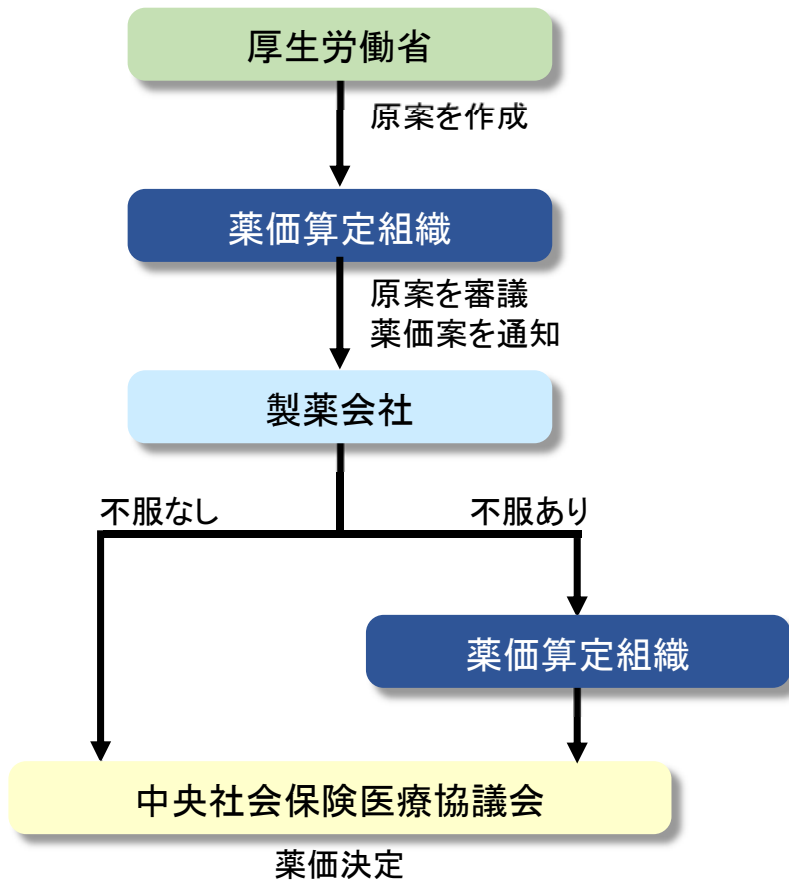 厚生労働省
原案を作成
薬価算定組織
原案を審議
薬価案を通知
製薬会社
不服なし
不服あり
薬価算定組織
中央社会保険医療協議会
薬価決定